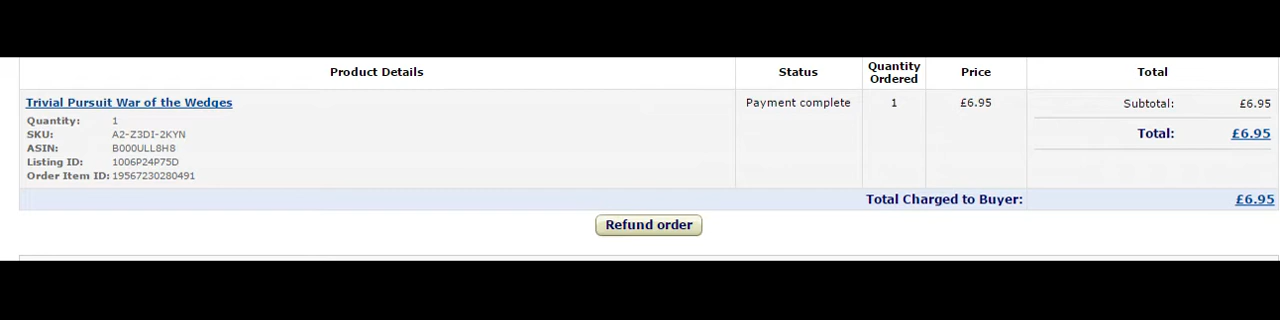 Product Details Status Quantity Ordered Price Total
Trivial Pursuit War of the Wedges Payment complete 1 £6.95 Subtotal: £6.95
Quantity: 1
SKU: A2-Z3DI-2KYN Total: £6.95
ASIN: B000ULL8H8
Listing ID: 1006P24P75D
Order Item ID: 19567230280491
Total Charged to Buyer: £6.95
Refund order